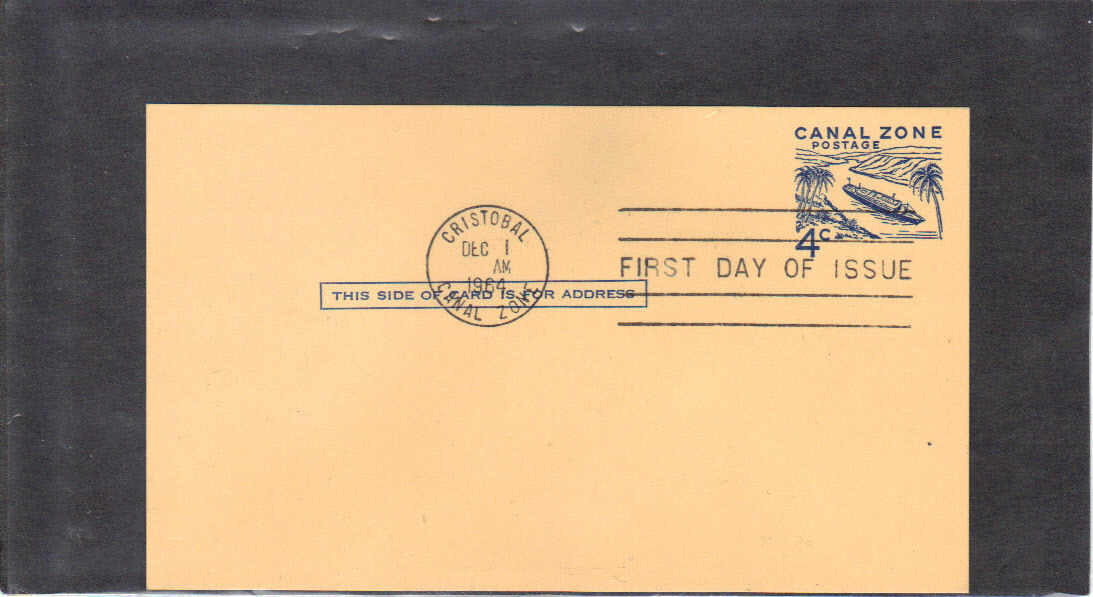 CANAL ZONE
POSTAGE
4c
CRISTOBAL
DEC 1
AM
1964
CANAL ZONE
FIRST DAY OF ISSUE
THIS SIDE OF CARD IS FOR ADDRESS